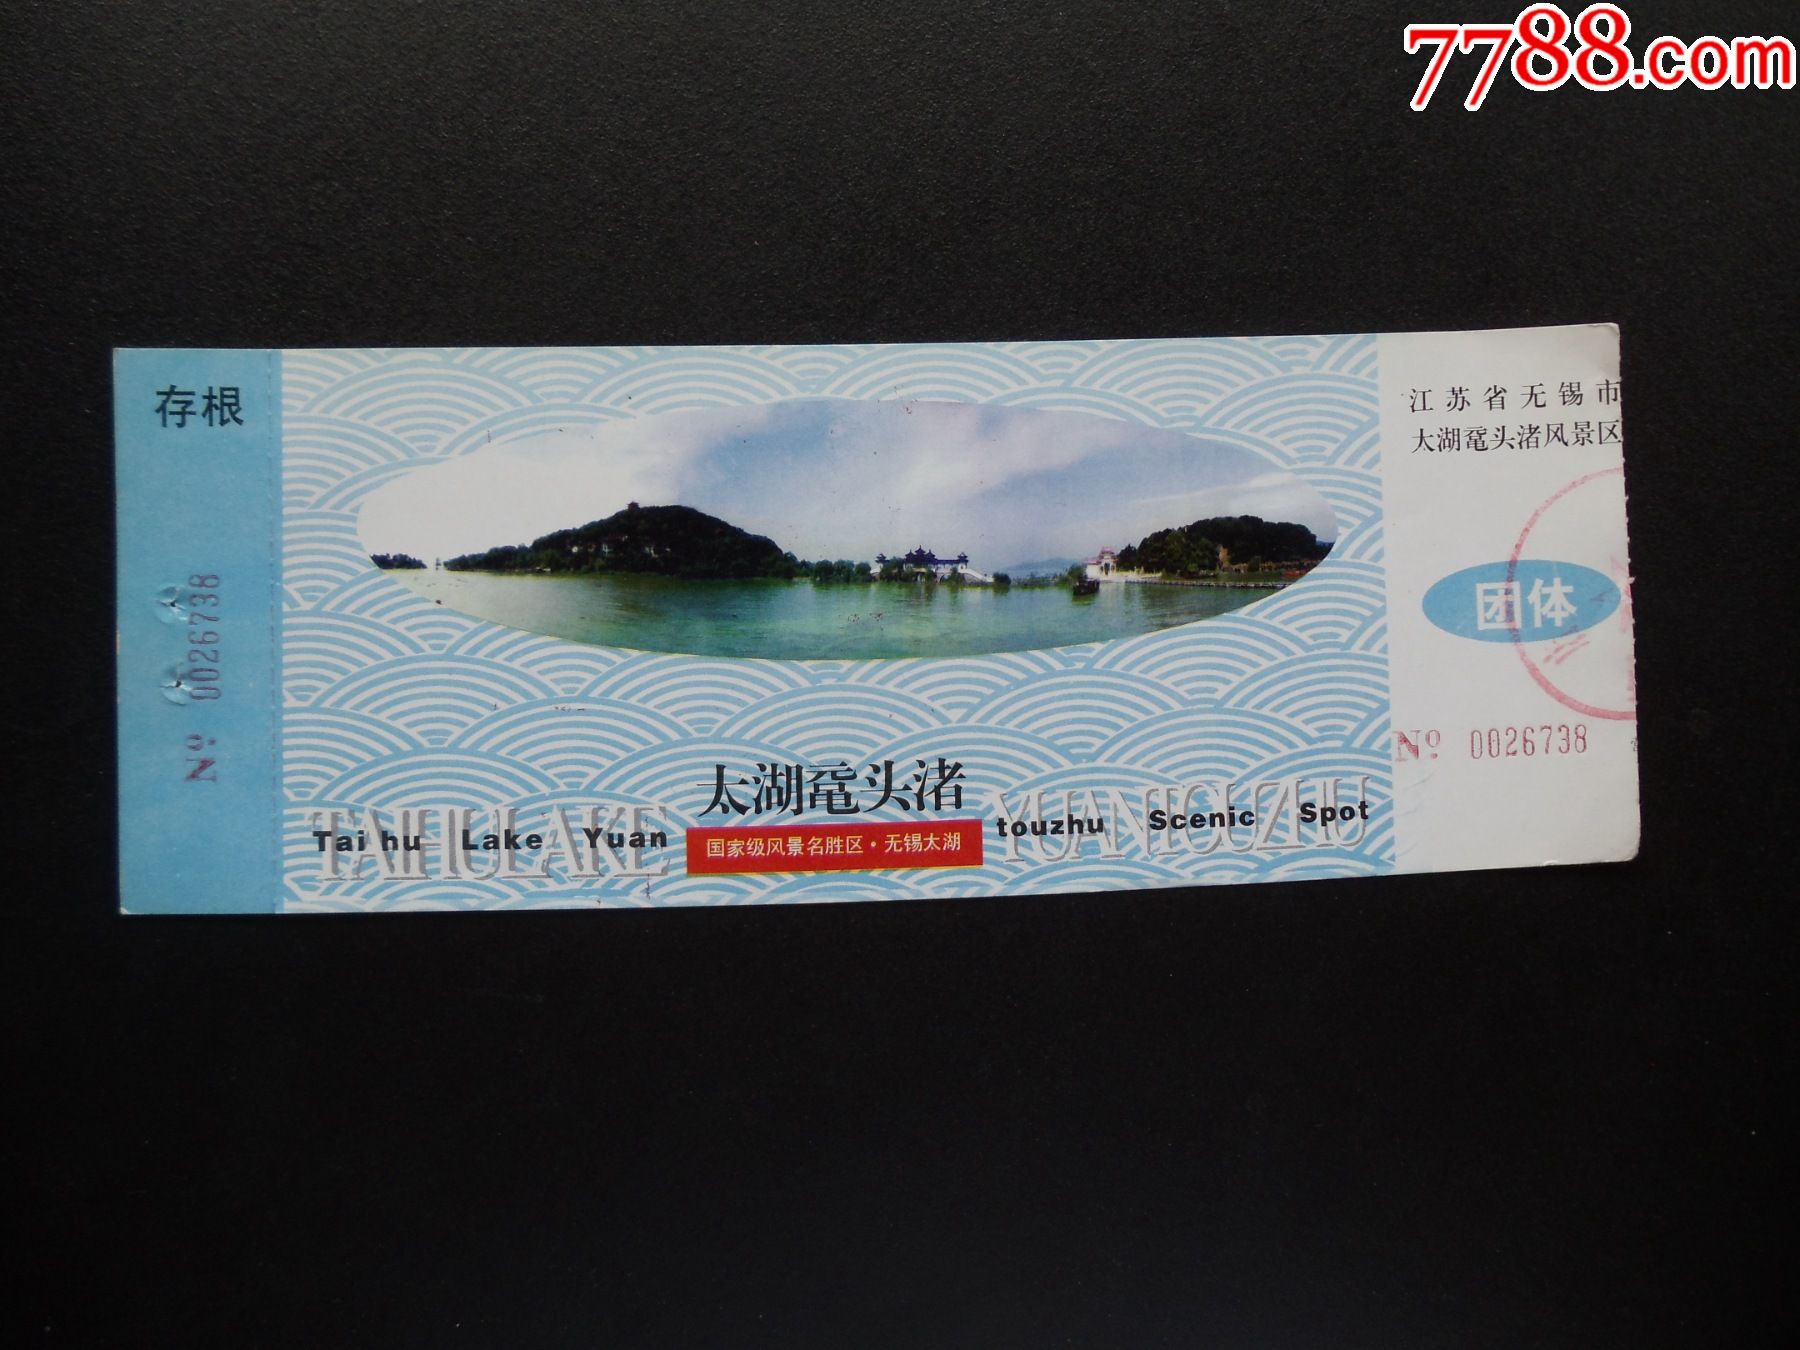 7788.com
存根
Nº 0026738
太湖鼋头渚
国家级风景名胜区·无锡太湖
TAIHULAKE
Tai hu Lake Yuan
YUANTOUZHU
touzhu Scenic Spot
江苏省无锡市
太湖鼋头渚风景区
团体
Nº 0026738